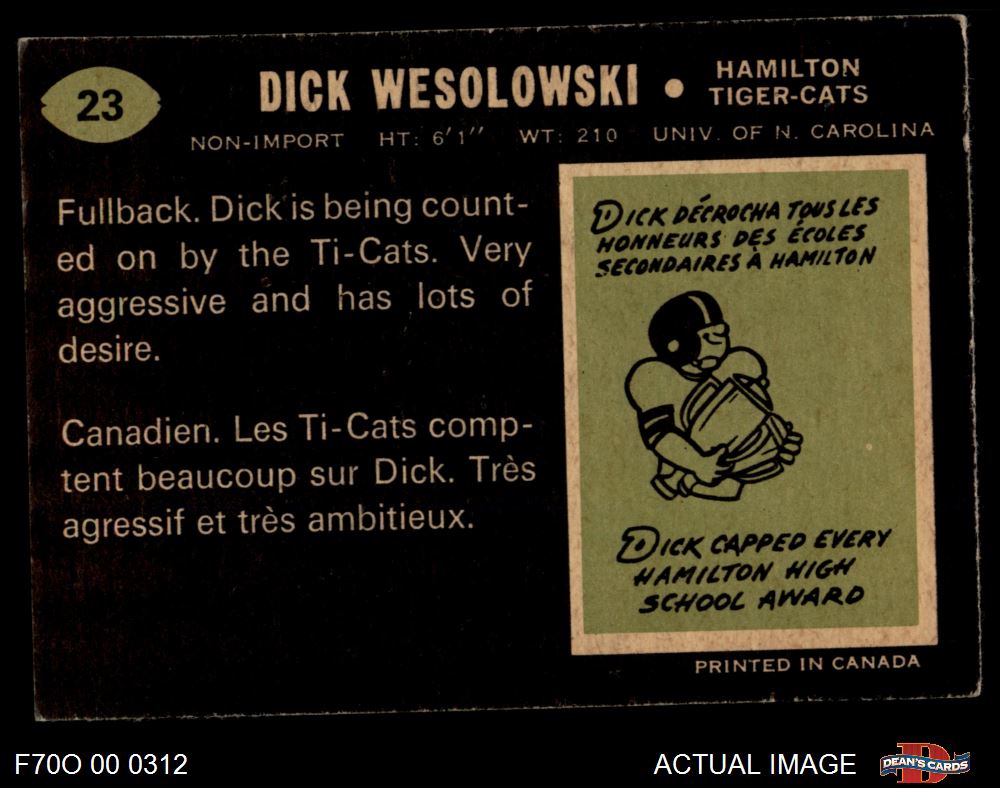 23
DICK WESOLOWSKI • HAMILTON
TIGER-CATS
NON-IMPORT HT: 6'1" WT: 210 UNIV. OF N. CAROLINA
Fullback. Dick is being count-
ed on by the Ti-Cats. Very
aggressive and has lots of
desire.
Canadien. Les Ti-Cats comp-
tent beaucoup sur Dick. Très
agressif et très ambitieux.
DICK DÉCROCHA TOUS LES
HONNEURS DES ÉCOLES
SECONDAIRES À HAMILTON
DICK CAPPED EVERY
HAMILTON HIGH
SCHOOL AWARD
PRINTED IN CANADA
F70O 00 0312
ACTUAL IMAGE
DEAN'S CARDS